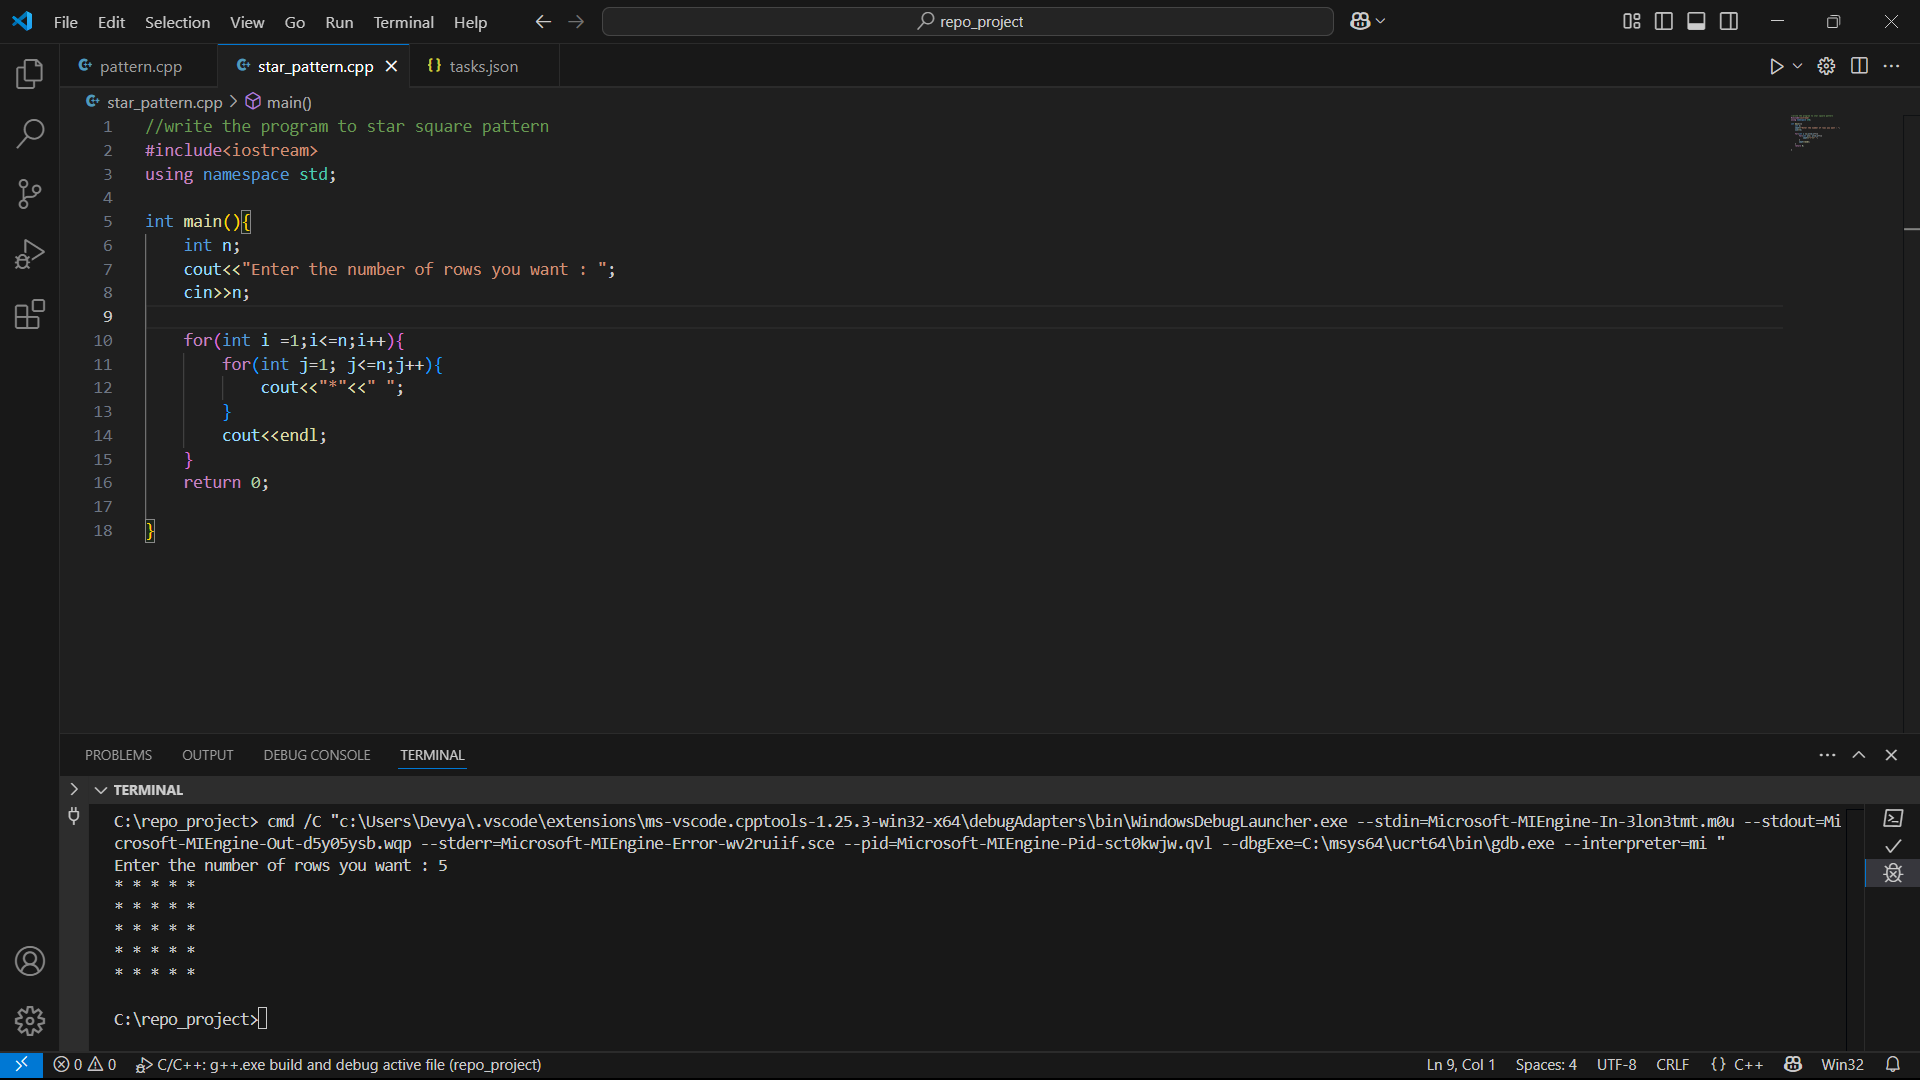 File Edit Selection View Go Run Terminal Help repo_project
pattern.cpp star_pattern.cpp tasks.json
star_pattern.cpp > main()
1 //write the program to star square pattern
2 #include<iostream>
3 using namespace std;
4
5 int main(){
6 int n;
7 cout<<"Enter the number of rows you want : ";
8 cin>>n;
9
10 for(int i =1;i<=n;i++){
11 for(int j=1; j<=n;j++){
12 cout<<"*"<<" ";
13 }
14 cout<<endl;
15 }
16 return 0;
17
18 }
PROBLEMS OUTPUT DEBUG CONSOLE TERMINAL
TERMINAL
C:\repo_project> cmd /C "c:\Users\Devya\.vscode\extensions\ms-vscode.cpptools-1.25.3-win32-x64\debugAdapters\bin\WindowsDebugLauncher.exe --stdin=Microsoft-MIEngine-In-3lon3tmt.m0u --stdout=Mi
crosoft-MIEngine-Out-d5y05ysb.wqp --stderr=Microsoft-MIEngine-Error-wv2ruiif.sce --pid=Microsoft-MIEngine-Pid-sct0kwjw.qvl --dbgExe=C:\msys64\ucrt64\bin\gdb.exe --interpreter=mi "
Enter the number of rows you want : 5
* * * * *
* * * * *
* * * * *
* * * * *
* * * * *
C:\repo_project>
0 0 C/C++: g++.exe build and debug active file (repo_project) Ln 9, Col 1 Spaces: 4 UTF-8 CRLF {} C++ Win32